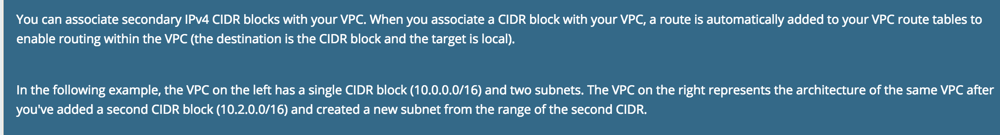 You can associate secondary IPv4 CIDR blocks with your VPC. When you associate a CIDR block with your VPC, a route is automatically added to your VPC route tables to
enable routing within the VPC (the destination is the CIDR block and the target is local).
In the following example, the VPC on the left has a single CIDR block (10.0.0.0/16) and two subnets. The VPC on the right represents the architecture of the same VPC after
you've added a second CIDR block (10.2.0.0/16) and created a new subnet from the range of the second CIDR.